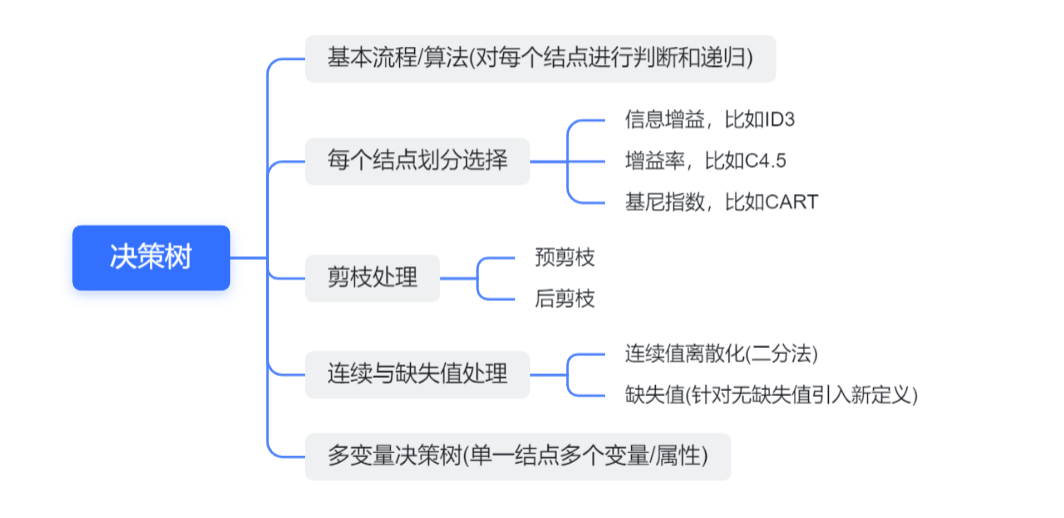 决策树
基本流程/算法(对每个结点进行判断和递归)
每个结点划分选择
信息增益，比如ID3
增益率，比如C4.5
基尼指数，比如CART
剪枝处理
预剪枝
后剪枝
连续与缺失值处理
连续值离散化(二分法)
缺失值(针对无缺失值引入新定义)
多变量决策树(单一结点多个变量/属性)